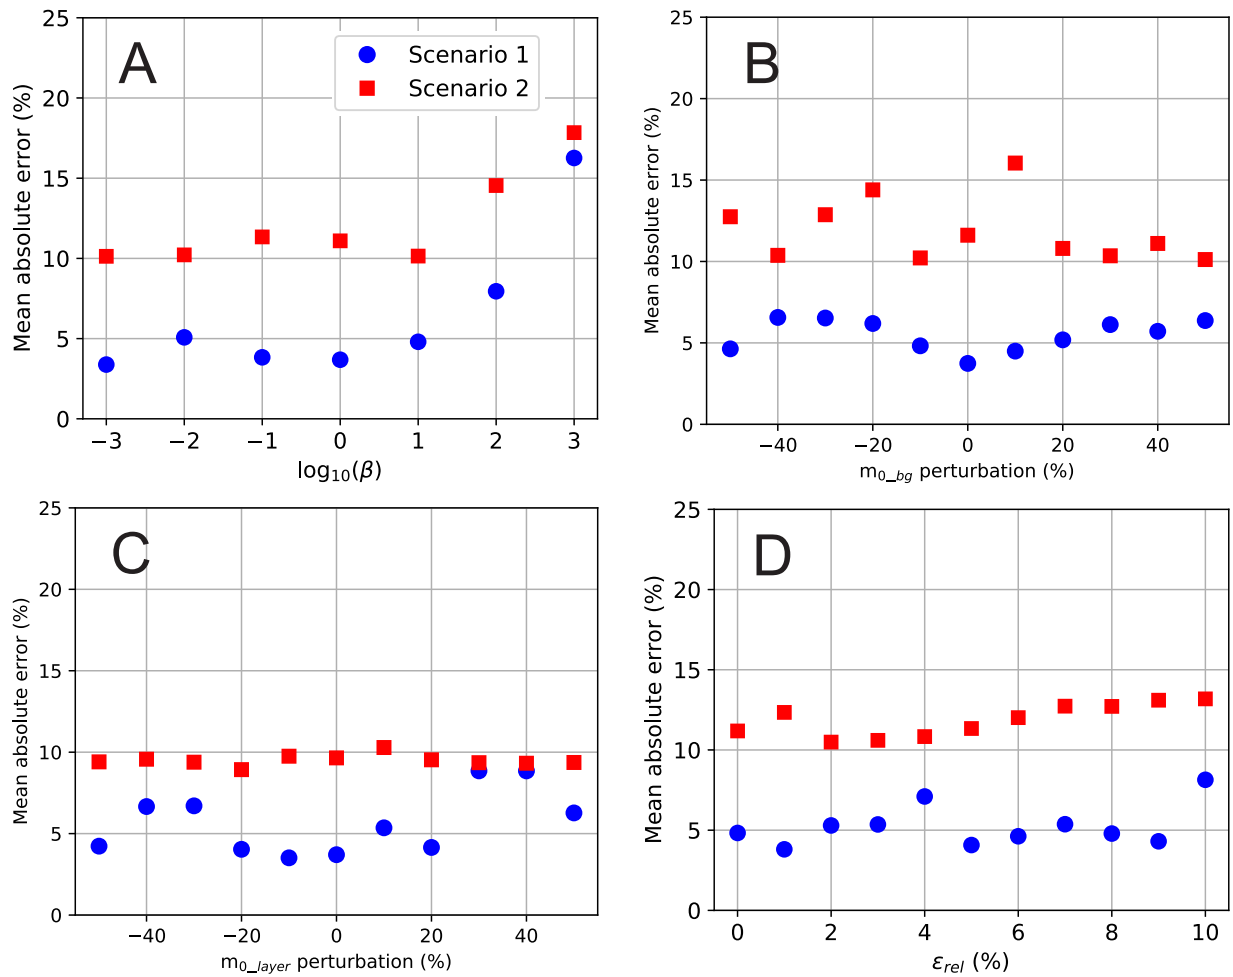 A
Scenario 1
Scenario 2
Mean absolute error (%)
25
20
15
10
5
0
−3 −2 −1 0 1 2 3
log₁₀(β)
B
Mean absolute error (%)
25
20
15
10
5
0
−40 −20 0 20 40
m₀_bg perturbation (%)
C
Mean absolute error (%)
25
20
15
10
5
0
−40 −20 0 20 40
m₀_layer perturbation (%)
D
Mean absolute error (%)
25
20
15
10
5
0
0 2 4 6 8 10
ε_rel (%)